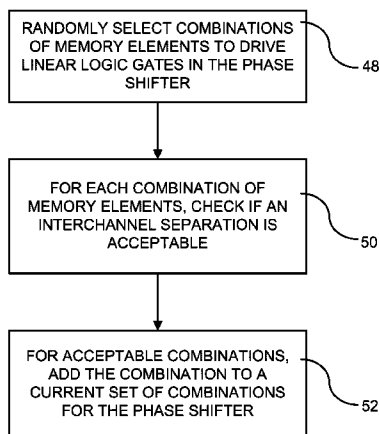 RANDOMLY SELECT COMBINATIONS
OF MEMORY ELEMENTS TO DRIVE
LINEAR LOGIC GATES IN THE PHASE
SHIFTER
48
FOR EACH COMBINATION OF
MEMORY ELEMENTS, CHECK IF AN
INTERCHANNEL SEPARATION IS
ACCEPTABLE
50
FOR ACCEPTABLE COMBINATIONS,
ADD THE COMBINATION TO A
CURRENT SET OF COMBINATIONS
FOR THE PHASE SHIFTER
52